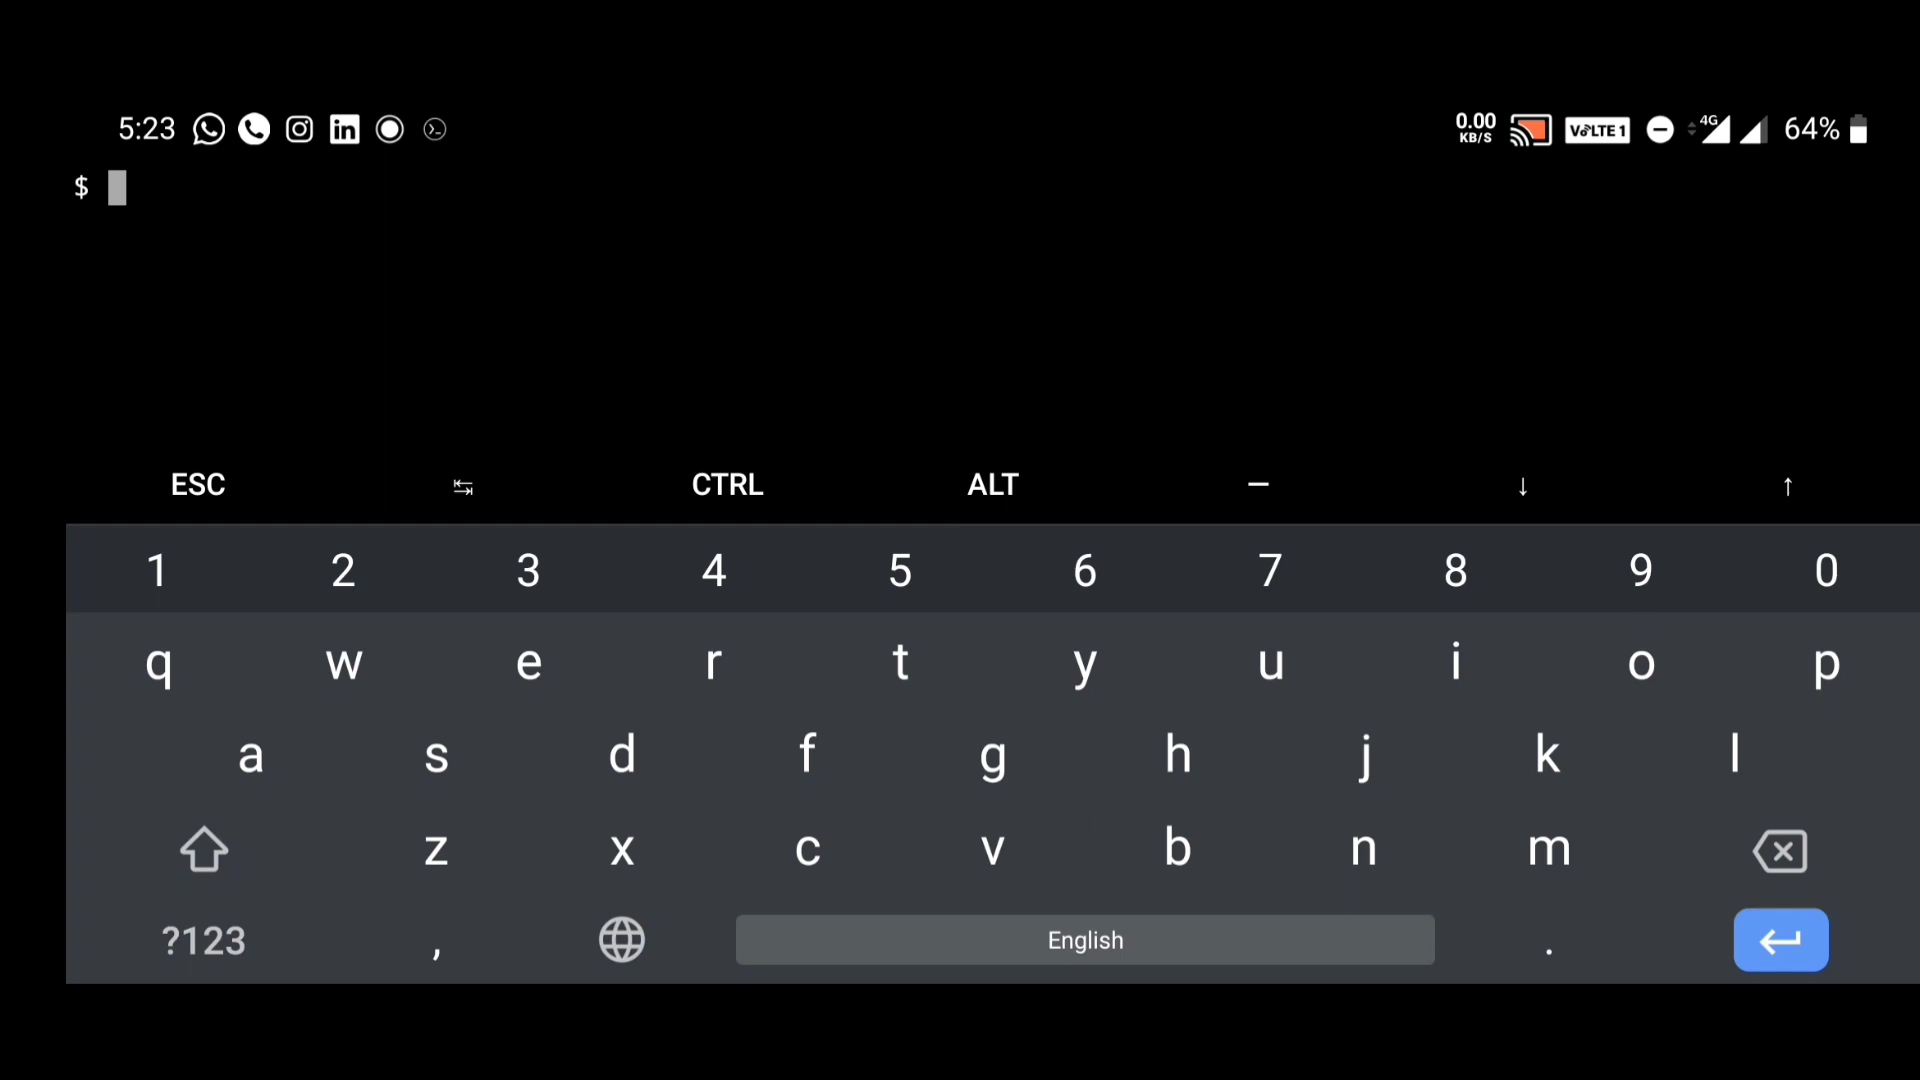 5:23 in 0.00 KB/S VoLTE 1 4G 64%
$
ESC ↹ CTRL ALT — ↓ ↑
1 2 3 4 5 6 7 8 9 0
q w e r t y u i o p
a s d f g h j k l
z x c v b n m
?123 , English .